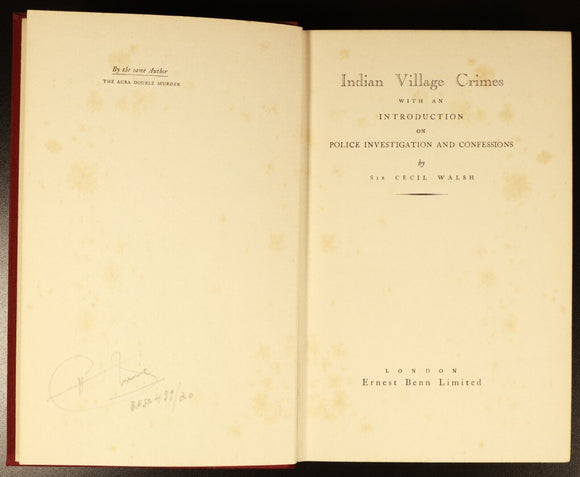 By the same Author
THE AGRA DOUBLE MURDER
Indian Village Crimes
WITH AN
INTRODUCTION
ON
POLICE INVESTIGATION AND CONFESSIONS
by
SIR CECIL WALSH
LONDON
Ernest Benn Limited